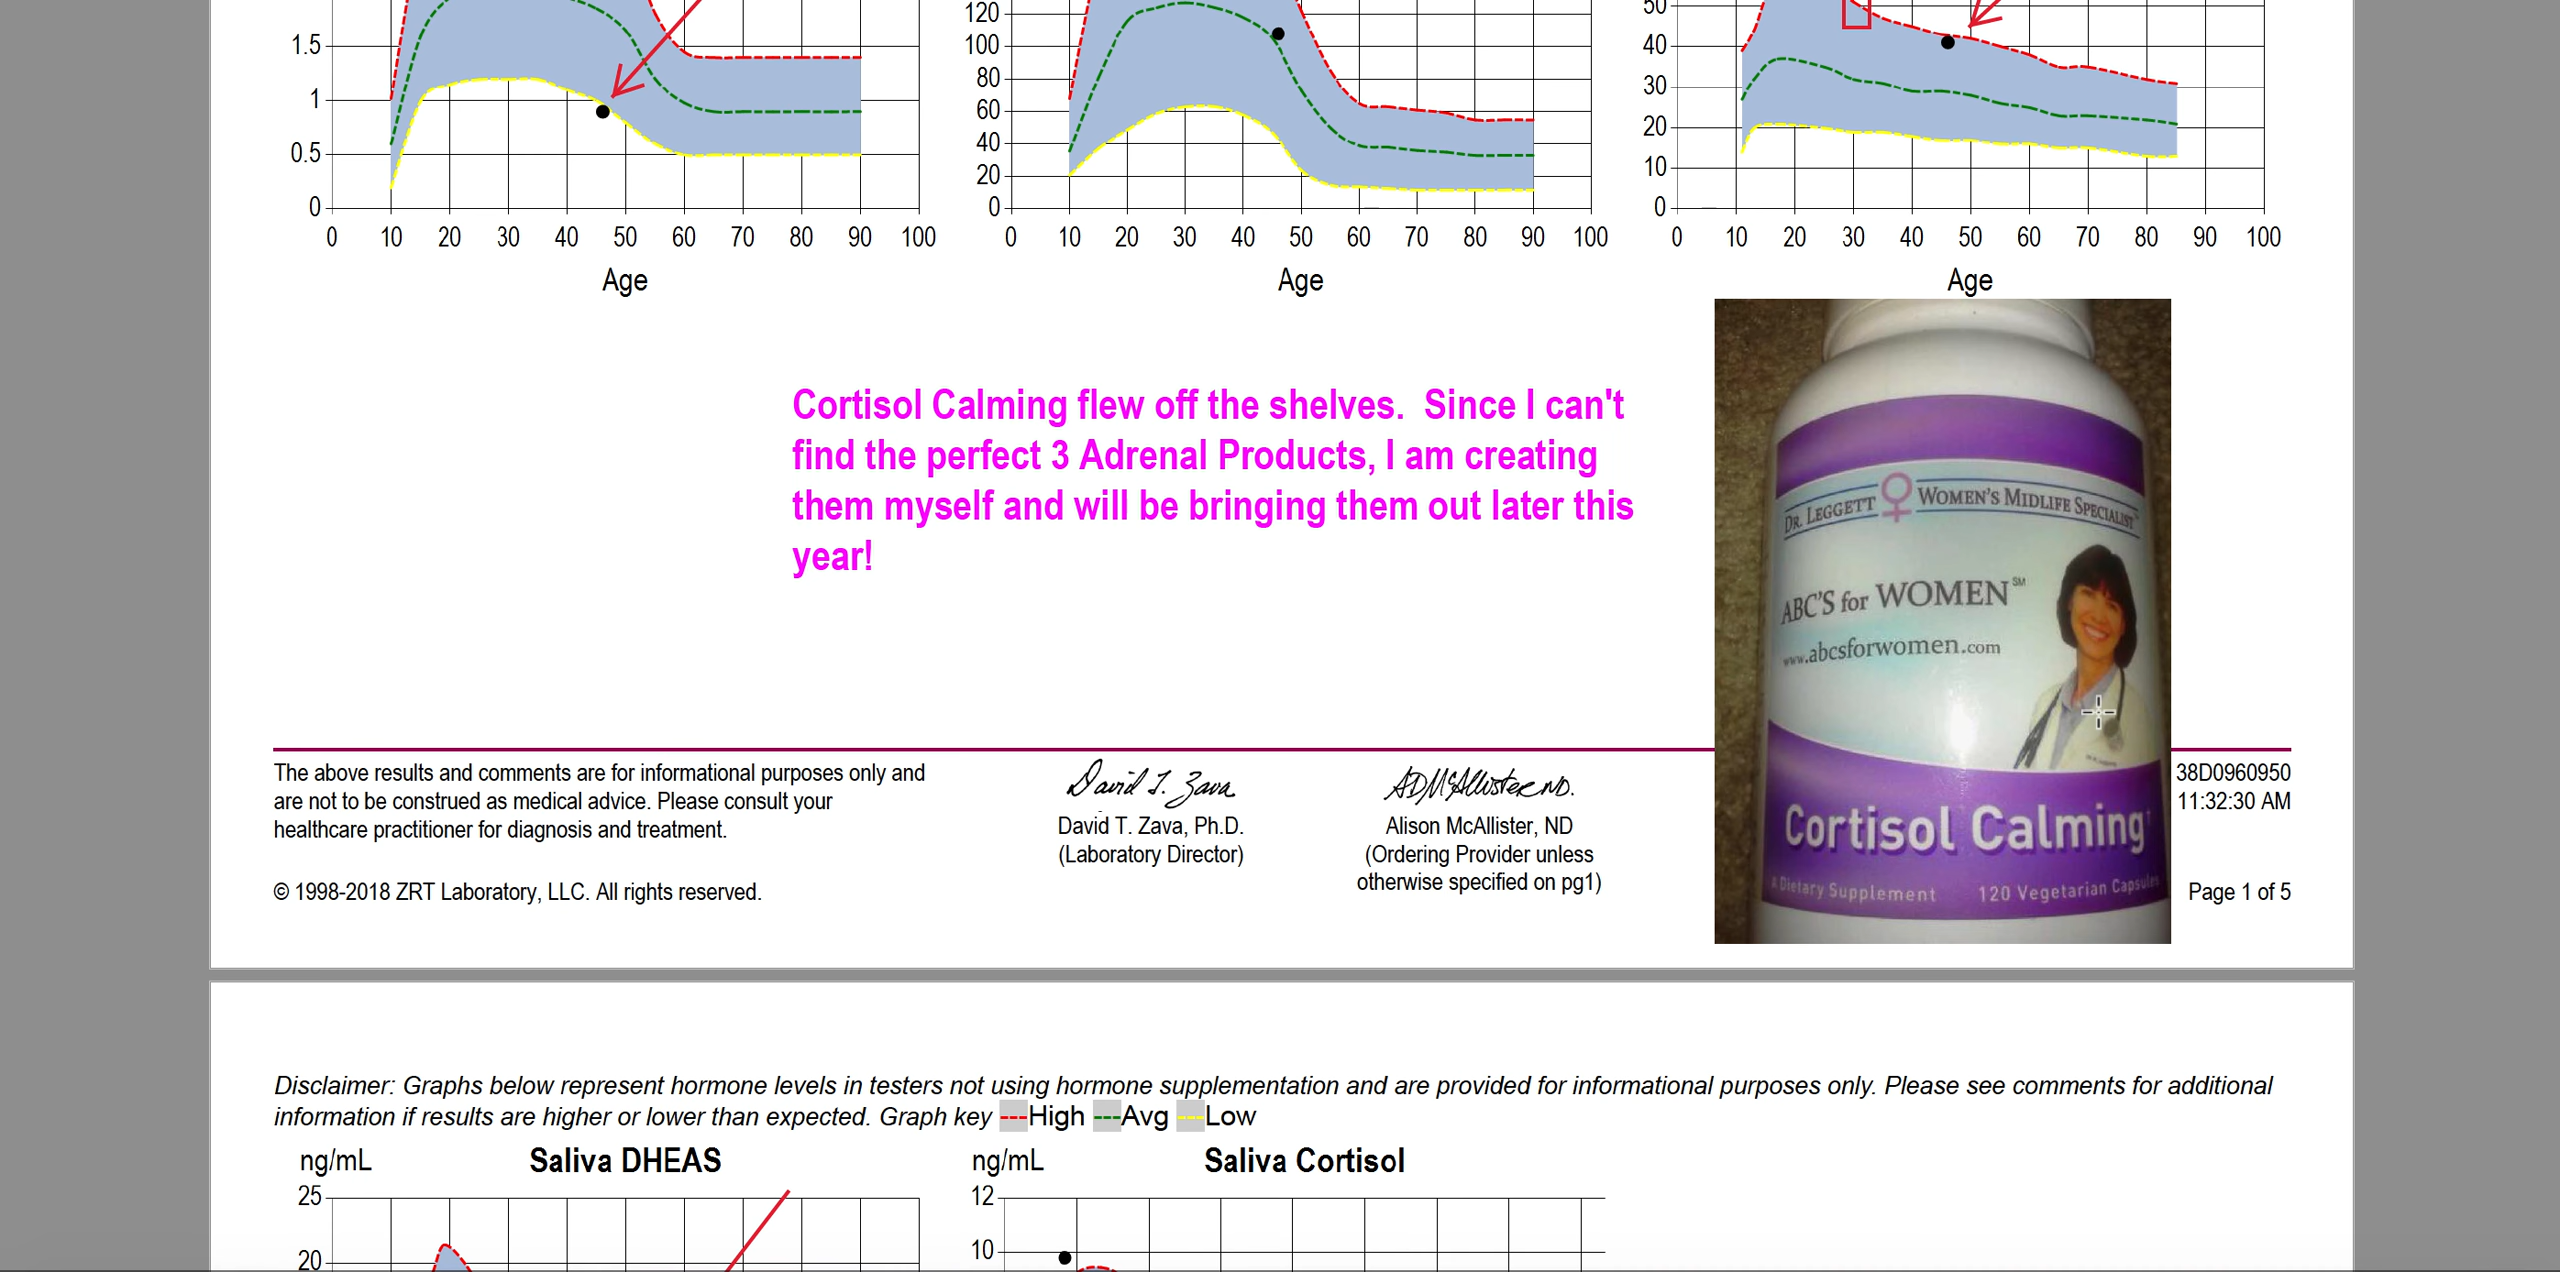 120
50
1.5
100
40
80
30
1
60
20
0.5
40
10
20
0
0
0
0 10 20 30 40 50 60 70 80 90 100
0 10 20 30 40 50 60 70 80 90 100
0 10 20 30 40 50 60 70 80 90 100
Age
Age
Age
Cortisol Calming flew off the shelves. Since I can't
find the perfect 3 Adrenal Products, I am creating
them myself and will be bringing them out later this
year!
DR. LEGGETT WOMEN'S MIDLIFE SPECIALIST
ABC'S for WOMEN℠
www.abcsforwomen.com
Cortisol Calming†
A Dietary Supplement 120 Vegetarian Capsules
The above results and comments are for informational purposes only and
are not to be construed as medical advice. Please consult your
healthcare practitioner for diagnosis and treatment.
© 1998-2018 ZRT Laboratory, LLC. All rights reserved.
David T. Zava
David T. Zava, Ph.D.
(Laboratory Director)
ADMcAllister ND.
Alison McAllister, ND
(Ordering Provider unless
otherwise specified on pg1)
38D0960950
11:32:30 AM
Page 1 of 5
Disclaimer: Graphs below represent hormone levels in testers not using hormone supplementation and are provided for informational purposes only. Please see comments for additional
information if results are higher or lower than expected. Graph key High Avg Low
ng/mL Saliva DHEAS
25
20
ng/mL Saliva Cortisol
12
10